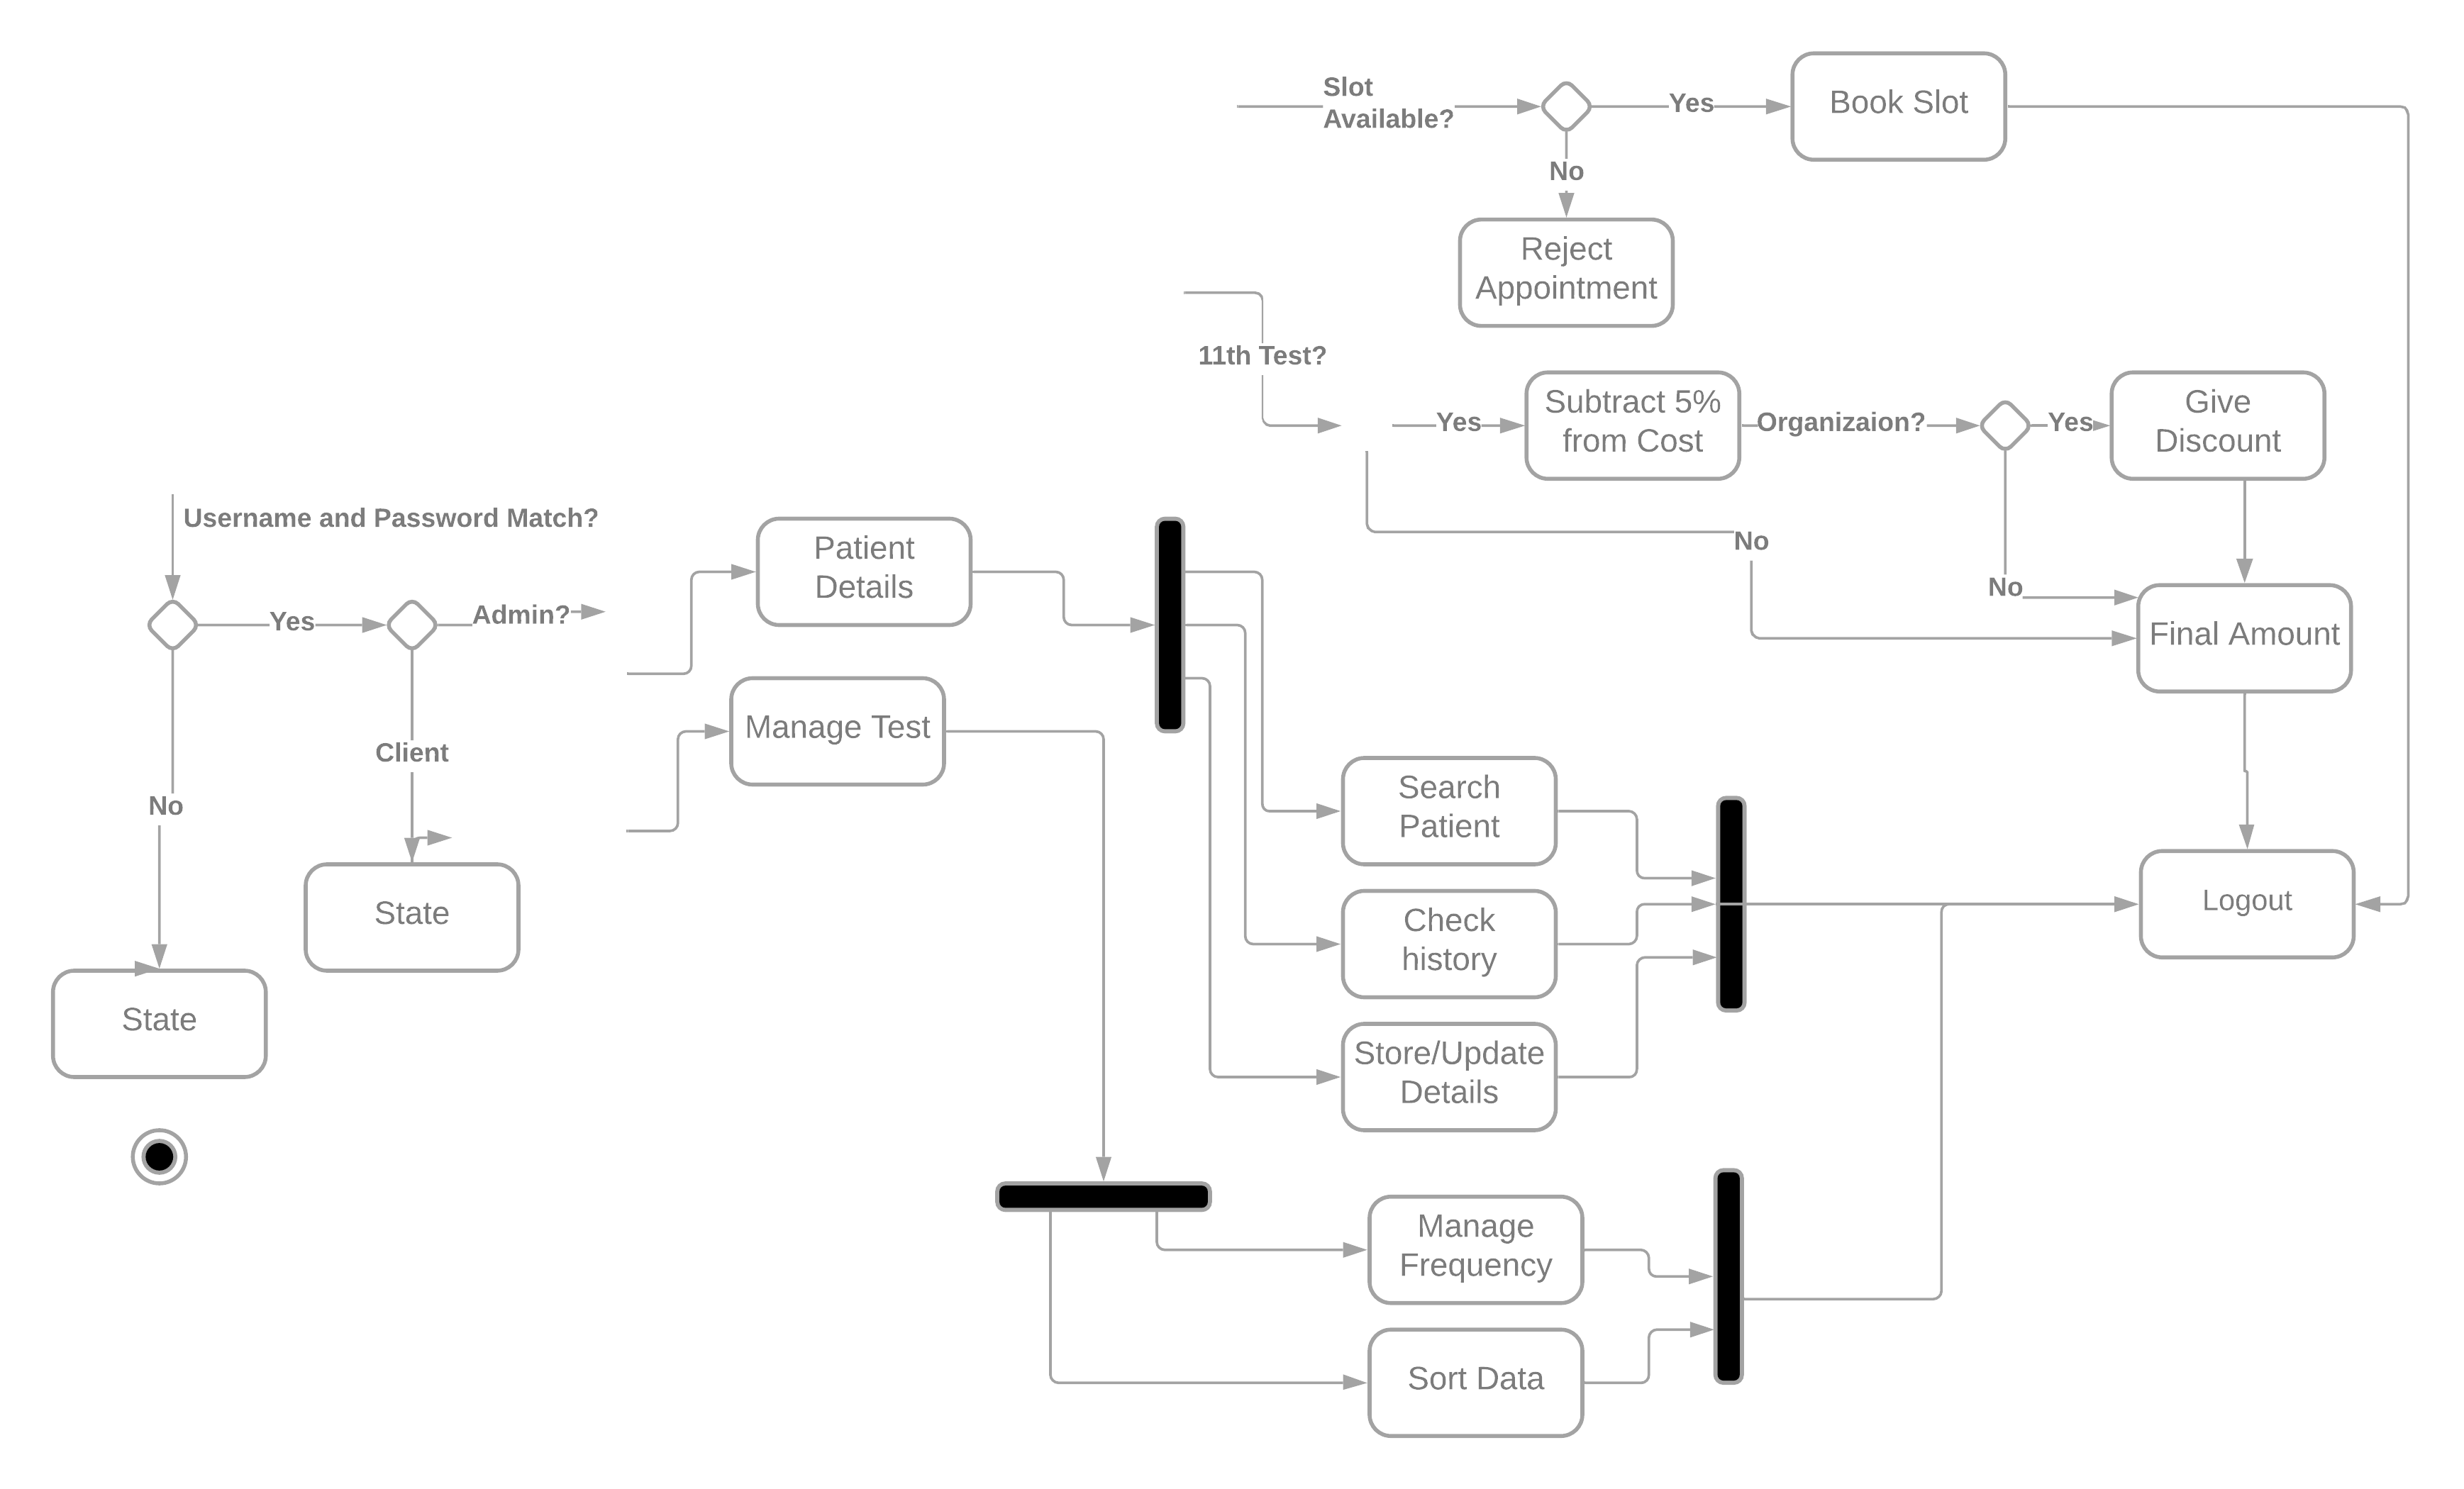 Slot
Available?
Yes
Book Slot
No
Reject
Appointment
11th Test?
Yes
Subtract 5%
from Cost
Organizaion?
Yes
Give
Discount
No
No
Final Amount
Username and Password Match?
Yes
Admin?
Patient
Details
Manage Test
Client
No
State
State
Search
Patient
Check
history
Store/Update
Details
Logout
Manage
Frequency
Sort Data